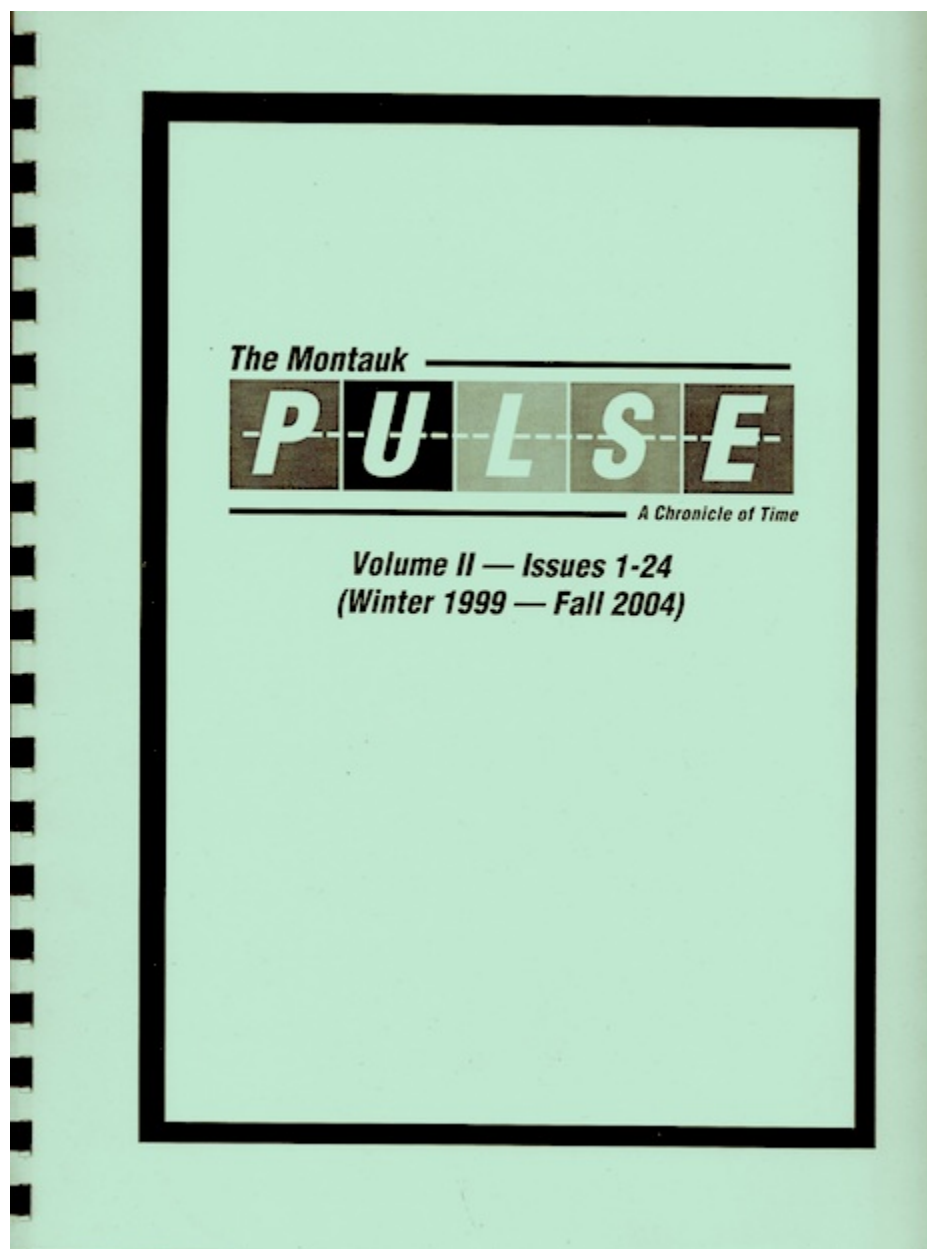 The Montauk
PULSE
A Chronicle of Time
Volume II — Issues 1-24
(Winter 1999 — Fall 2004)